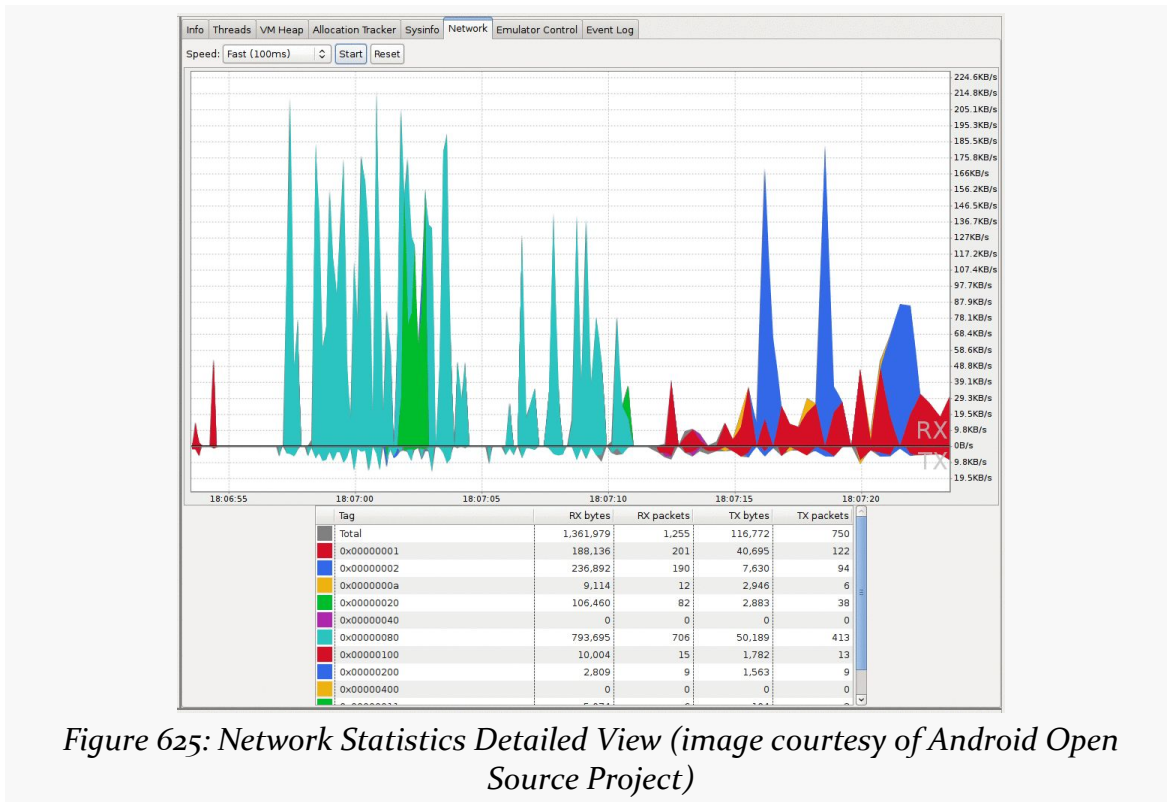 Info Threads VM Heap Allocation Tracker Sysinfo Network Emulator Control Event Log
Speed: Fast (100ms) Start Reset
224.6KB/s
214.8KB/s
205.1KB/s
195.3KB/s
185.5KB/s
175.8KB/s
166KB/s
156.2KB/s
146.5KB/s
136.7KB/s
127KB/s
117.2KB/s
107.4KB/s
97.7KB/s
87.9KB/s
78.1KB/s
68.4KB/s
58.6KB/s
48.8KB/s
39.1KB/s
29.3KB/s
19.5KB/s
RX 9.8KB/s
0B/s
TX 9.8KB/s
19.5KB/s
18:06:55 18:07:00 18:07:05 18:07:10 18:07:15 18:07:20
Tag RX bytes RX packets TX bytes TX packets
Total 1,361,979 1,255 116,772 750
0x00000001 188,136 201 40,695 122
0x00000002 236,892 190 7,630 94
0x0000000a 9,114 12 2,946 6
0x00000020 106,460 82 2,883 38
0x00000040 0 0 0 0
0x00000080 793,695 706 50,189 413
0x00000100 10,004 15 1,782 13
0x00000200 2,809 9 1,563 9
0x00000400 0 0 0 0
Figure 625: Network Statistics Detailed View (image courtesy of Android Open
Source Project)